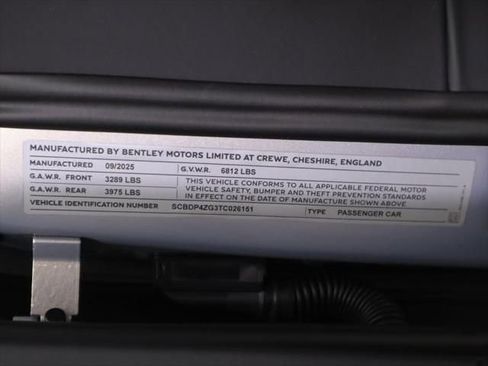 MANUFACTURED BY BENTLEY MOTORS LIMITED AT CREWE, CHESHIRE, ENGLAND
MANUFACTURED 09/2025 G.V.W.R. 6812 LBS
G.A.W.R. FRONT 3289 LBS
G.A.W.R. REAR 3975 LBS
THIS VEHICLE CONFORMS TO ALL APPLICABLE FEDERAL MOTOR
VEHICLE SAFETY, BUMPER AND THEFT PREVENTION STANDARDS
IN EFFECT ON THE DATE OF MANUFACTURE SHOWN ABOVE
VEHICLE IDENTIFICATION NUMBER SCBDP4ZG3TC026151 TYPE PASSENGER CAR